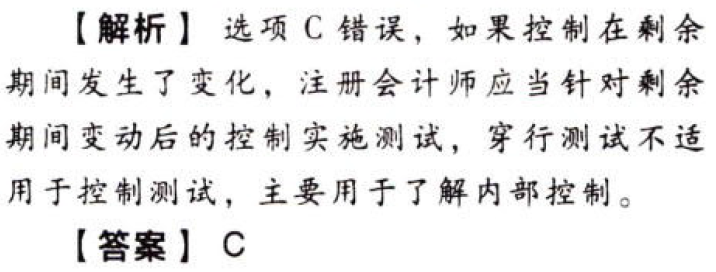 【解析】 选项 C 错误，如果控制在剩余
期间发生了变化，注册会计师应当针对剩余
期间变动后的控制实施测试，穿行测试不适
用于控制测试，主要用于了解内部控制。
【答案】 C